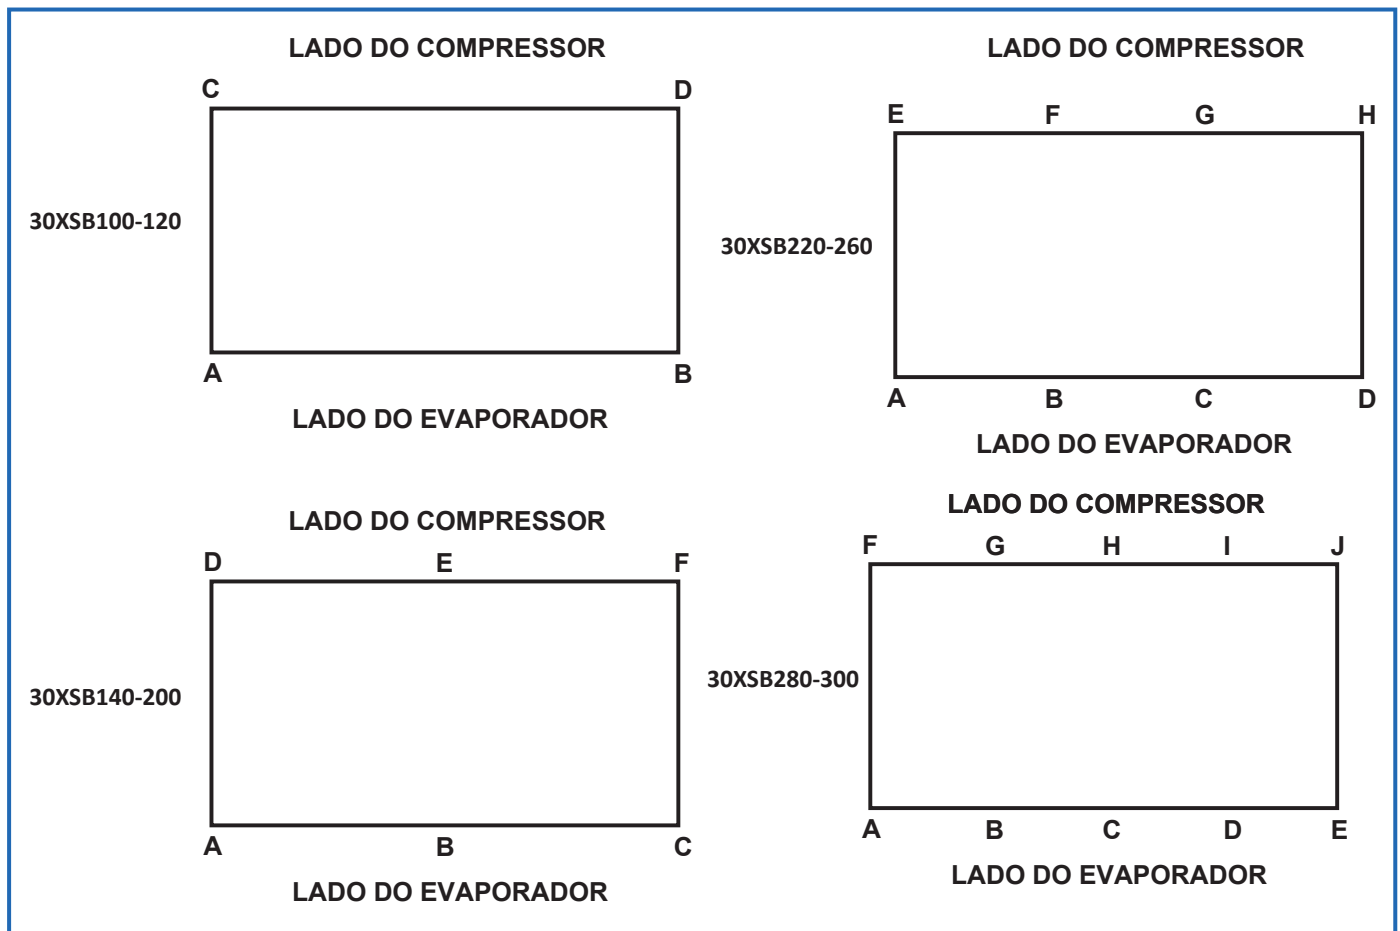 LADO DO COMPRESSOR
C D
30XSB100-120
A B
LADO DO EVAPORADOR
LADO DO COMPRESSOR
E F G H
30XSB220-260
A B C D
LADO DO EVAPORADOR
LADO DO COMPRESSOR
D E F
30XSB140-200
A B C
LADO DO EVAPORADOR
LADO DO COMPRESSOR
F G H I J
30XSB280-300
A B C D E
LADO DO EVAPORADOR